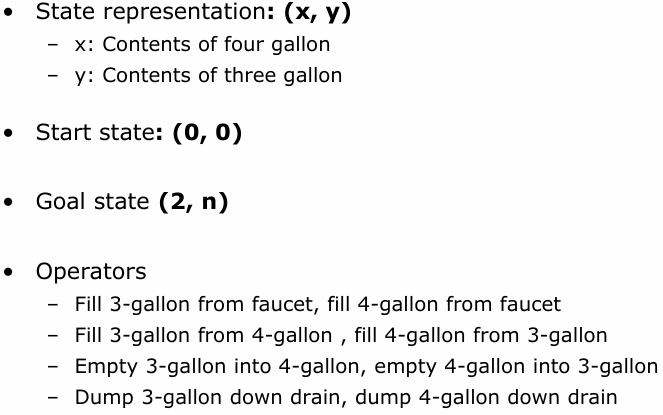 • State representation: (x, y)
– x: Contents of four gallon
– y: Contents of three gallon
• Start state: (0, 0)
• Goal state (2, n)
• Operators
– Fill 3-gallon from faucet, fill 4-gallon from faucet
– Fill 3-gallon from 4-gallon , fill 4-gallon from 3-gallon
– Empty 3-gallon into 4-gallon, empty 4-gallon into 3-gallon
– Dump 3-gallon down drain, dump 4-gallon down drain